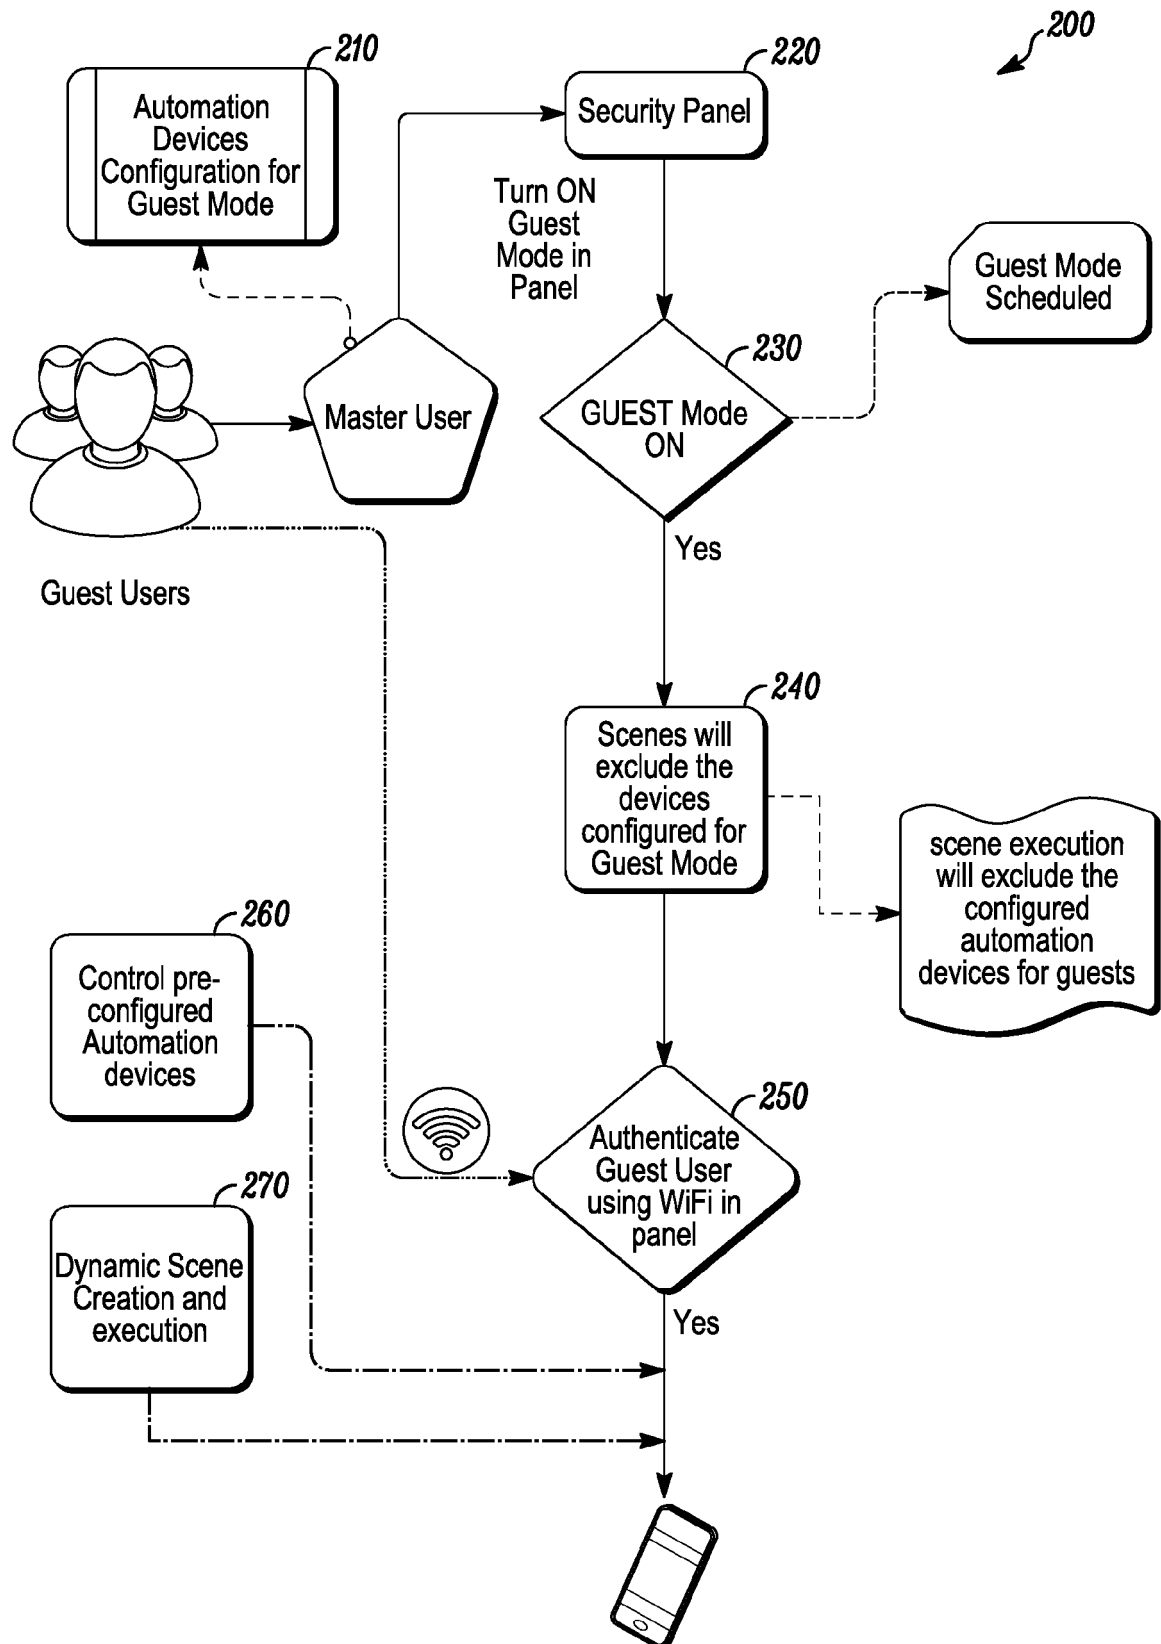 200
210
Automation
Devices
Configuration for
Guest Mode
220
Security Panel
Turn ON
Guest
Mode in
Panel
Guest Mode
Scheduled
230
GUEST Mode
ON
Master User
Yes
Guest Users
240
Scenes will
exclude the
devices
configured for
Guest Mode
scene execution
will exclude the
configured
automation
devices for guests
260
Control pre-
configured
Automation
devices
250
Authenticate
Guest User
using WiFi in
panel
270
Dynamic Scene
Creation and
execution
Yes